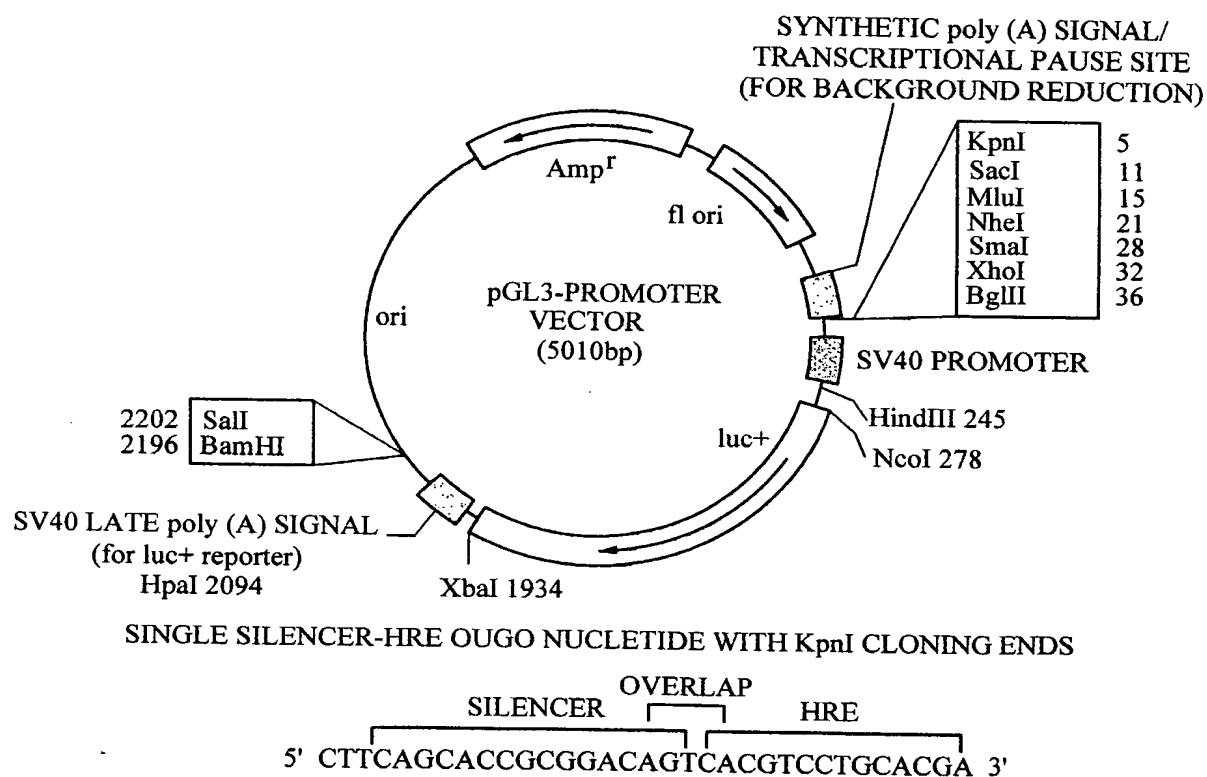 SYNTHETIC poly (A) SIGNAL/
TRANSCRIPTIONAL PAUSE SITE
(FOR BACKGROUND REDUCTION)
KpnI 5
SacI 11
MluI 15
NheI 21
SmaI 28
XhoI 32
BglII 36
Amp^r
fl ori
pGL3-PROMOTER
VECTOR
(5010bp)
ori
SV40 PROMOTER
HindIII 245
NcoI 278
luc+
2202 SalI
2196 BamHI
SV40 LATE poly (A) SIGNAL
(for luc+ reporter)
HpaI 2094
XbaI 1934
SINGLE SILENCER-HRE OUGO NUCLETIDE WITH KpnI CLONING ENDS
OVERLAP
SILENCER HRE
5' CTTCAGCACCGCGGACAGTCACGTCCTGCACGA 3'